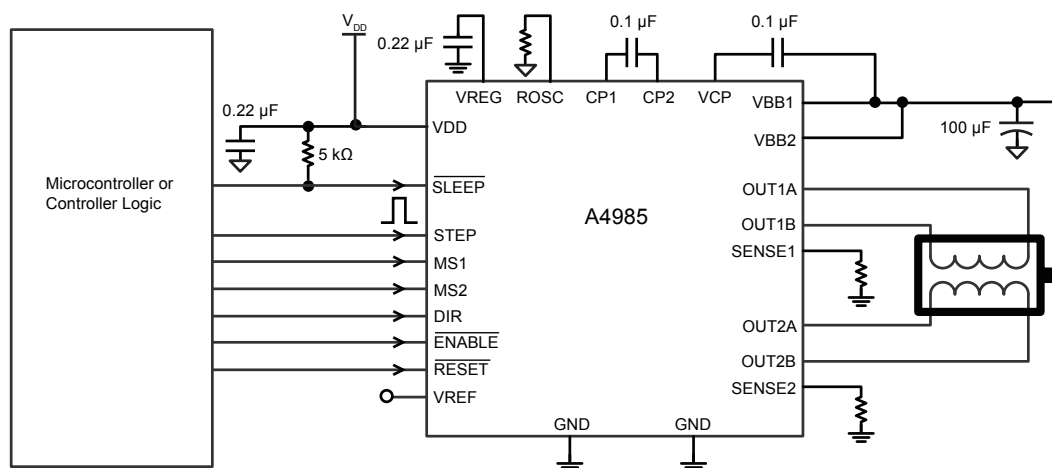 V_DD
0.22 µF
0.1 µF
0.1 µF
0.22 µF
5 kΩ
100 µF
Microcontroller or
Controller Logic
A4985
VREG
ROSC
CP1
CP2
VCP
VDD
SLEEP
STEP
MS1
MS2
DIR
ENABLE
RESET
VREF
GND
GND
VBB1
VBB2
OUT1A
OUT1B
SENSE1
OUT2A
OUT2B
SENSE2